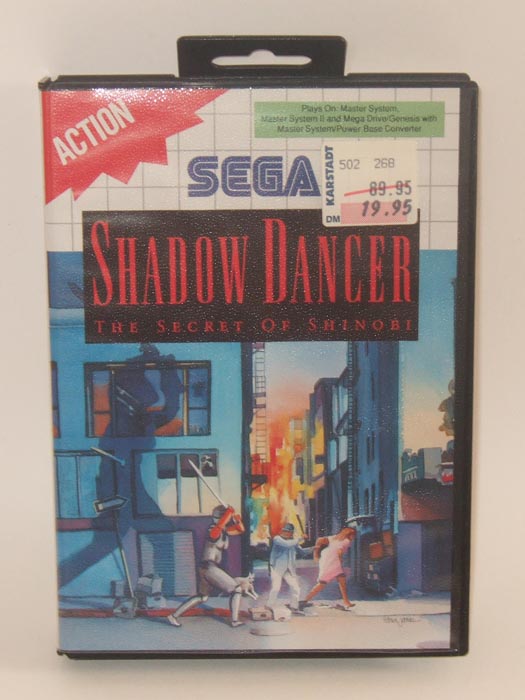 ACTION
Plays On: Master System,
Master System II and Mega Drive/Genesis with
Master System/Power Base Converter
SEGA
KARSTADT
502 268
89.95
DM 19.95
SHADOW DANCER
THE SECRET OF SHINOBI